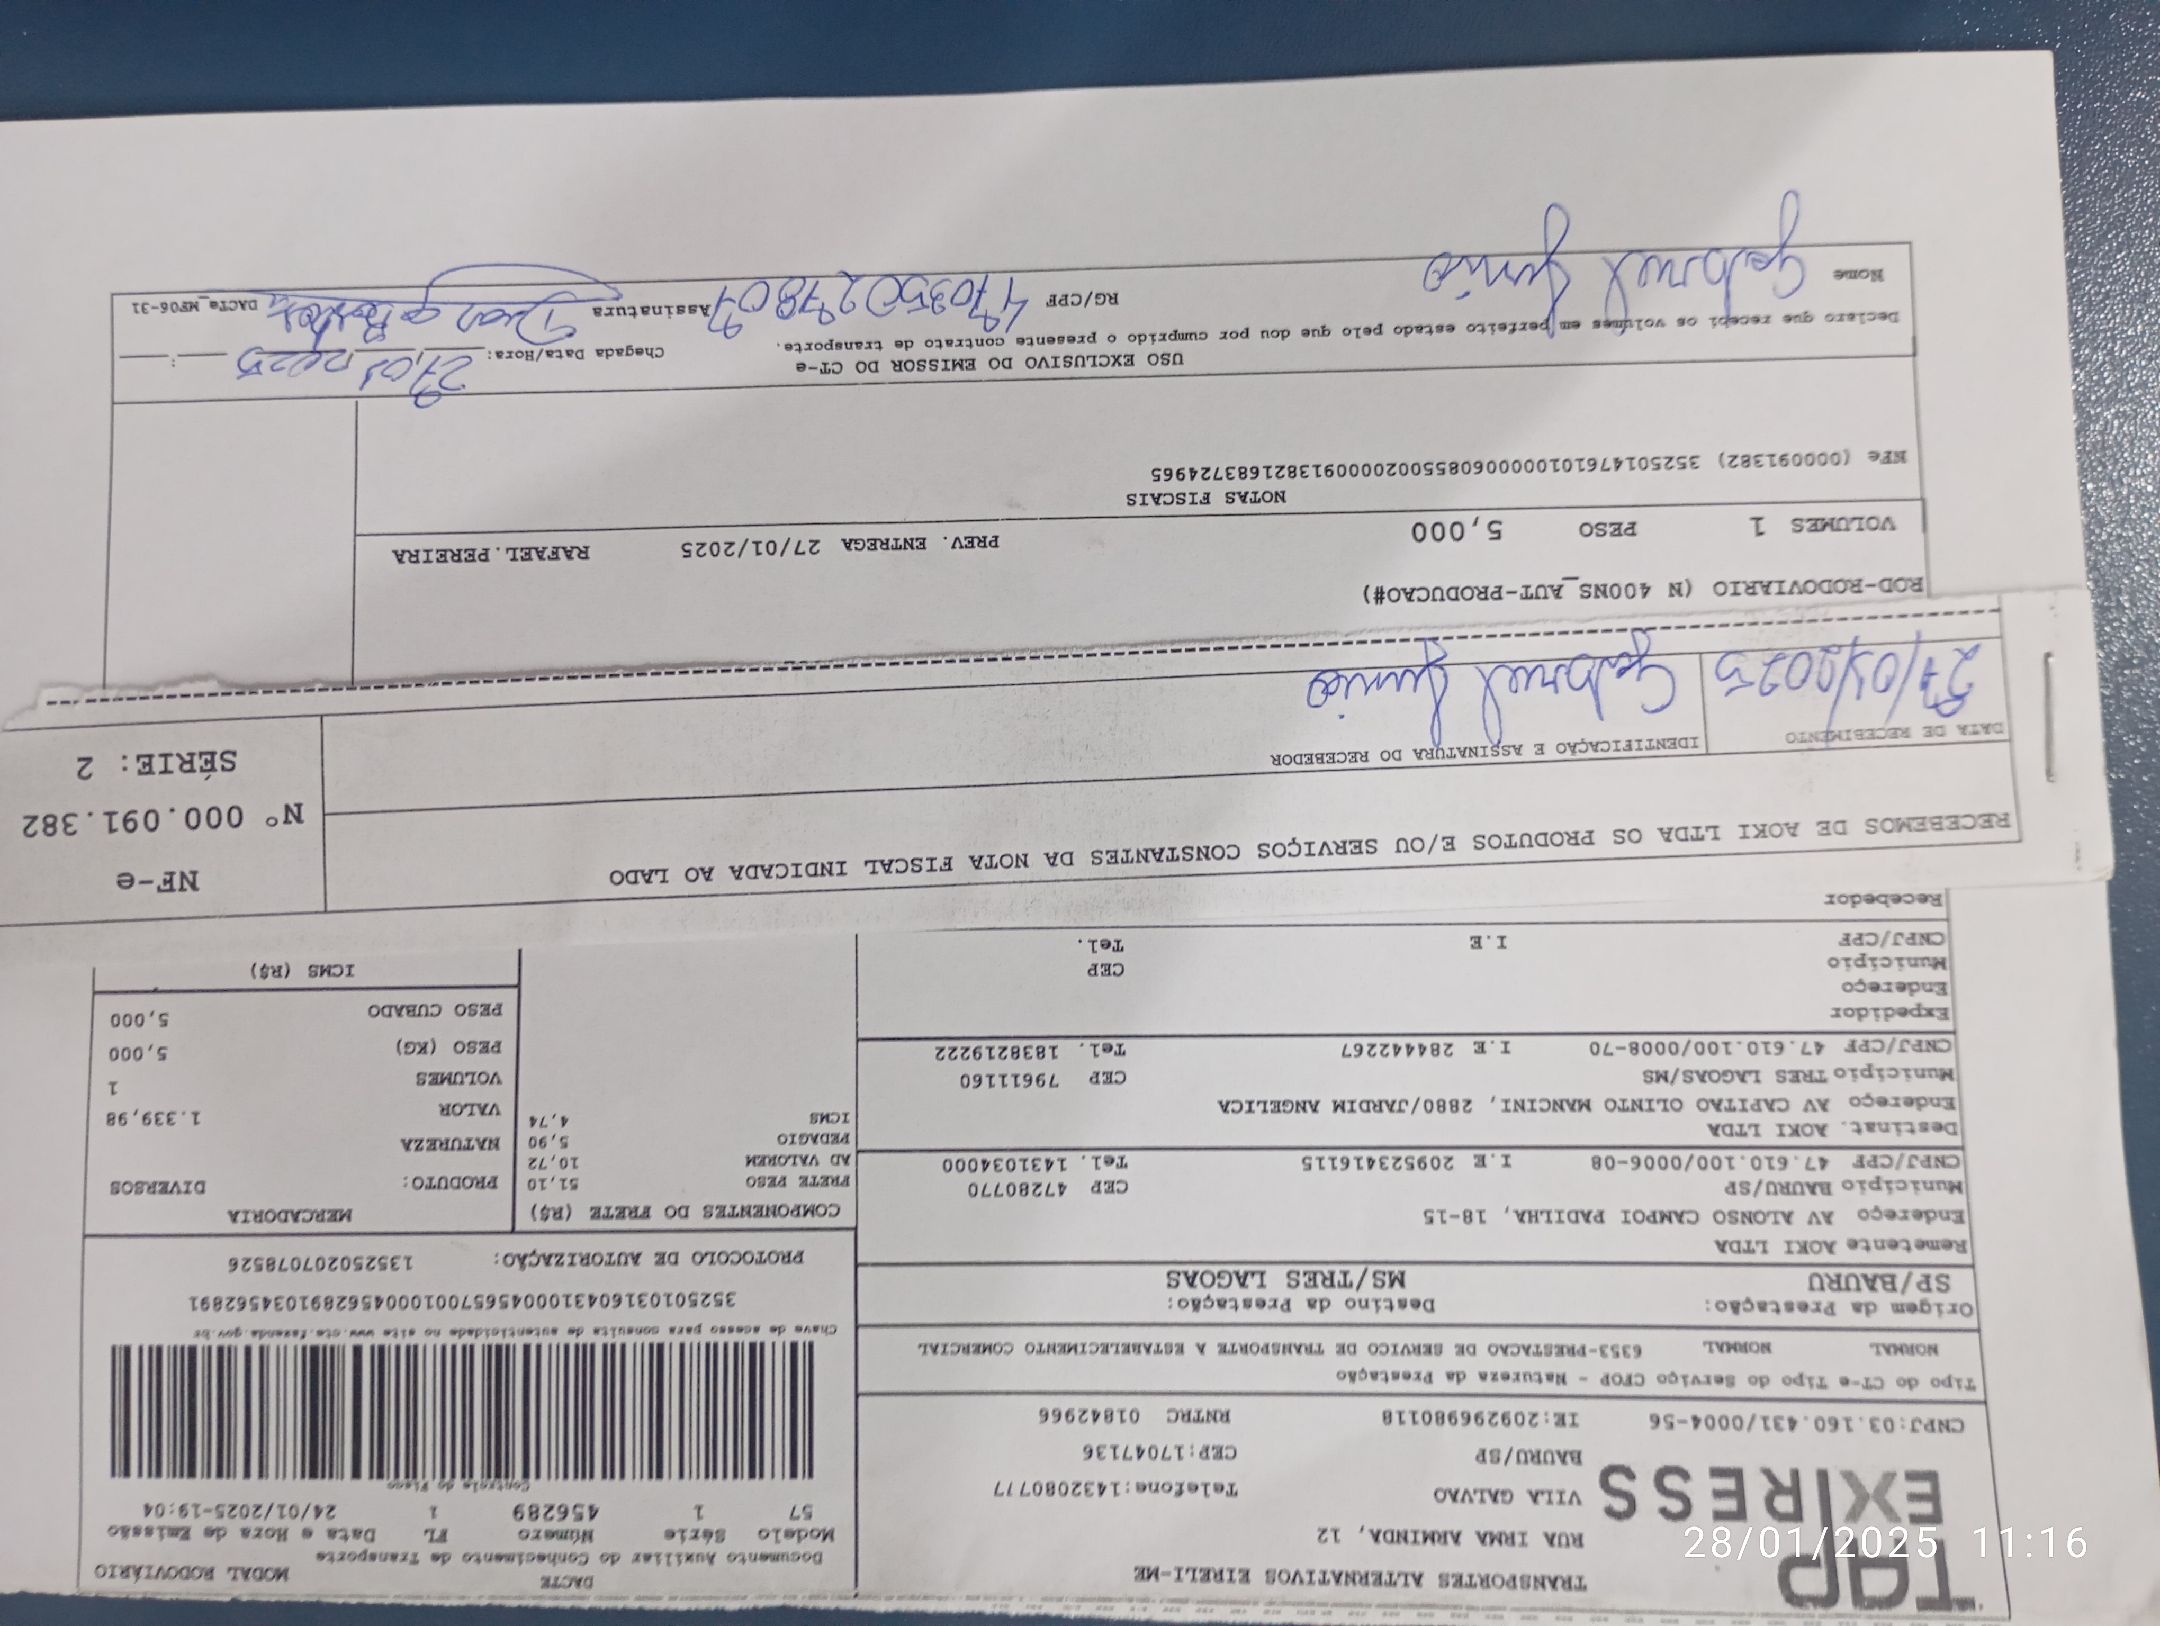 TOP
EXPRESS
TRANSPORTES ALTERNATIVOS EIRELI-ME
RUA IRMA ARMINDA, 12
VILA GALVAO Telefone:1432080777
BAURU/SP CEP:17047136
CNPJ:03.160.431/0004-56 IE:209296980118 RNTRC 01842966
DACTE MODAL RODOVIÁRIO
Documento Auxiliar do Conhecimento de Transporte
Modelo Série Número FL Data e Hora de Emissão
57 1 456289 1 24/01/2025-19:04
Controle do Fisco
Chave de acesso para consulta de autenticidade no site www.cte.fazenda.gov.br
35250103160431000456570010004562891034562891
PROTOCOLO DE AUTORIZAÇÃO: 135250207078526
Tipo do CT-e Tipo do Serviço CFOP - Natureza da Prestação
NORMAL NORMAL 6353-PRESTACAO DE SERVICO DE TRANSPORTE A ESTABELECIMENTO COMERCIAL
Origem da Prestação: Destino da Prestação:
SP/BAURU MS/TRES LAGOAS
Remetente AOKI LTDA
Endereço AV ALONSO CAMPOI PADILHA, 18-15
Município BAURU/SP CEP 47280770
CNPJ/CPF 47.610.100/0006-08 I.E 209523416115 Tel. 1431034000
Destinat. AOKI LTDA
Endereço AV CAPITAO OLINTO MANCINI, 2880/JARDIM ANGELICA
Município TRES LAGOAS/MS CEP 79611160
CNPJ/CPF 47.610.100/0008-70 I.E 284442267 Tel. 1838219222
Expedidor
Endereço
Município CEP
CNPJ/CPF I.E Tel.
Recebedor
COMPONENTES DO FRETE (R$)
FRETE PESO 51,10
AD VALOREM 10,72
PEDAGIO 5,90
ICMS 4,74
MERCADORIA
PRODUTO: DIVERSOS
NATUREZA
VALOR 1.339,98
VOLUMES 1
PESO (KG) 5,000
PESO CUBADO 5,000
ICMS (R$)
RECEBEMOS DE AOKI LTDA OS PRODUTOS E/OU SERVIÇOS CONSTANTES DA NOTA FISCAL INDICADA AO LADO
NF-e
Nº 000.091.382
SÉRIE: 2
DATA DE RECEBIMENTO IDENTIFICAÇÃO E ASSINATURA DO RECEBEDOR
27/01/2025 Gabriel Junio
ROD-RODOVIARIO (N 400NS_AUT-PRODUCAO#)
VOLUMES 1 PESO 5,000 PREV. ENTREGA 27/01/2025 RAFAEL.PEREIRA
NOTAS FISCAIS
NFe (000091382) 35250147610100000608550020000913821683724965
USO EXCLUSIVO DO EMISSOR DO CT-e
Declaro que recebi os volumes em perfeito estado pelo que dou por cumprido o presente contrato de transporte.
Chegada Data/Hora: 27,01,2025 :
Nome Gabriel Junio RG/CPF 47035027807 Assinatura
DACTe_MF06-31
28/01/2025 11:16